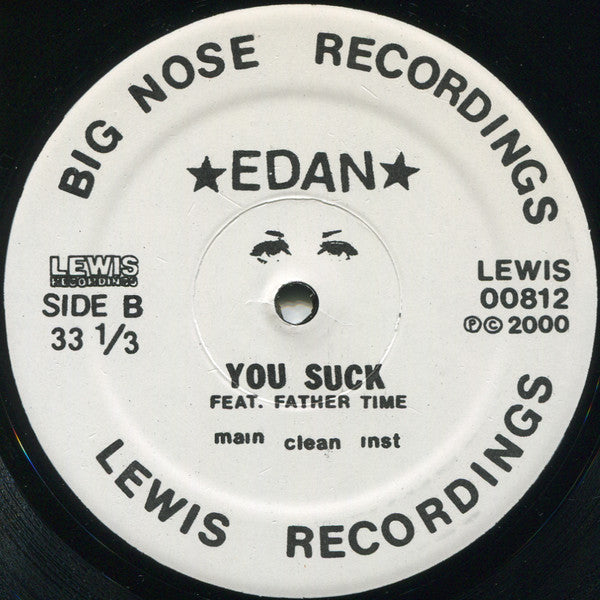 BIG NOSE RECORDINGS
★EDAN★
LEWIS
RECORDINGS
SIDE B
33 1/3
LEWIS
00812
℗© 2000
YOU SUCK
FEAT. FATHER TIME
main clean inst
LEWIS RECORDINGS